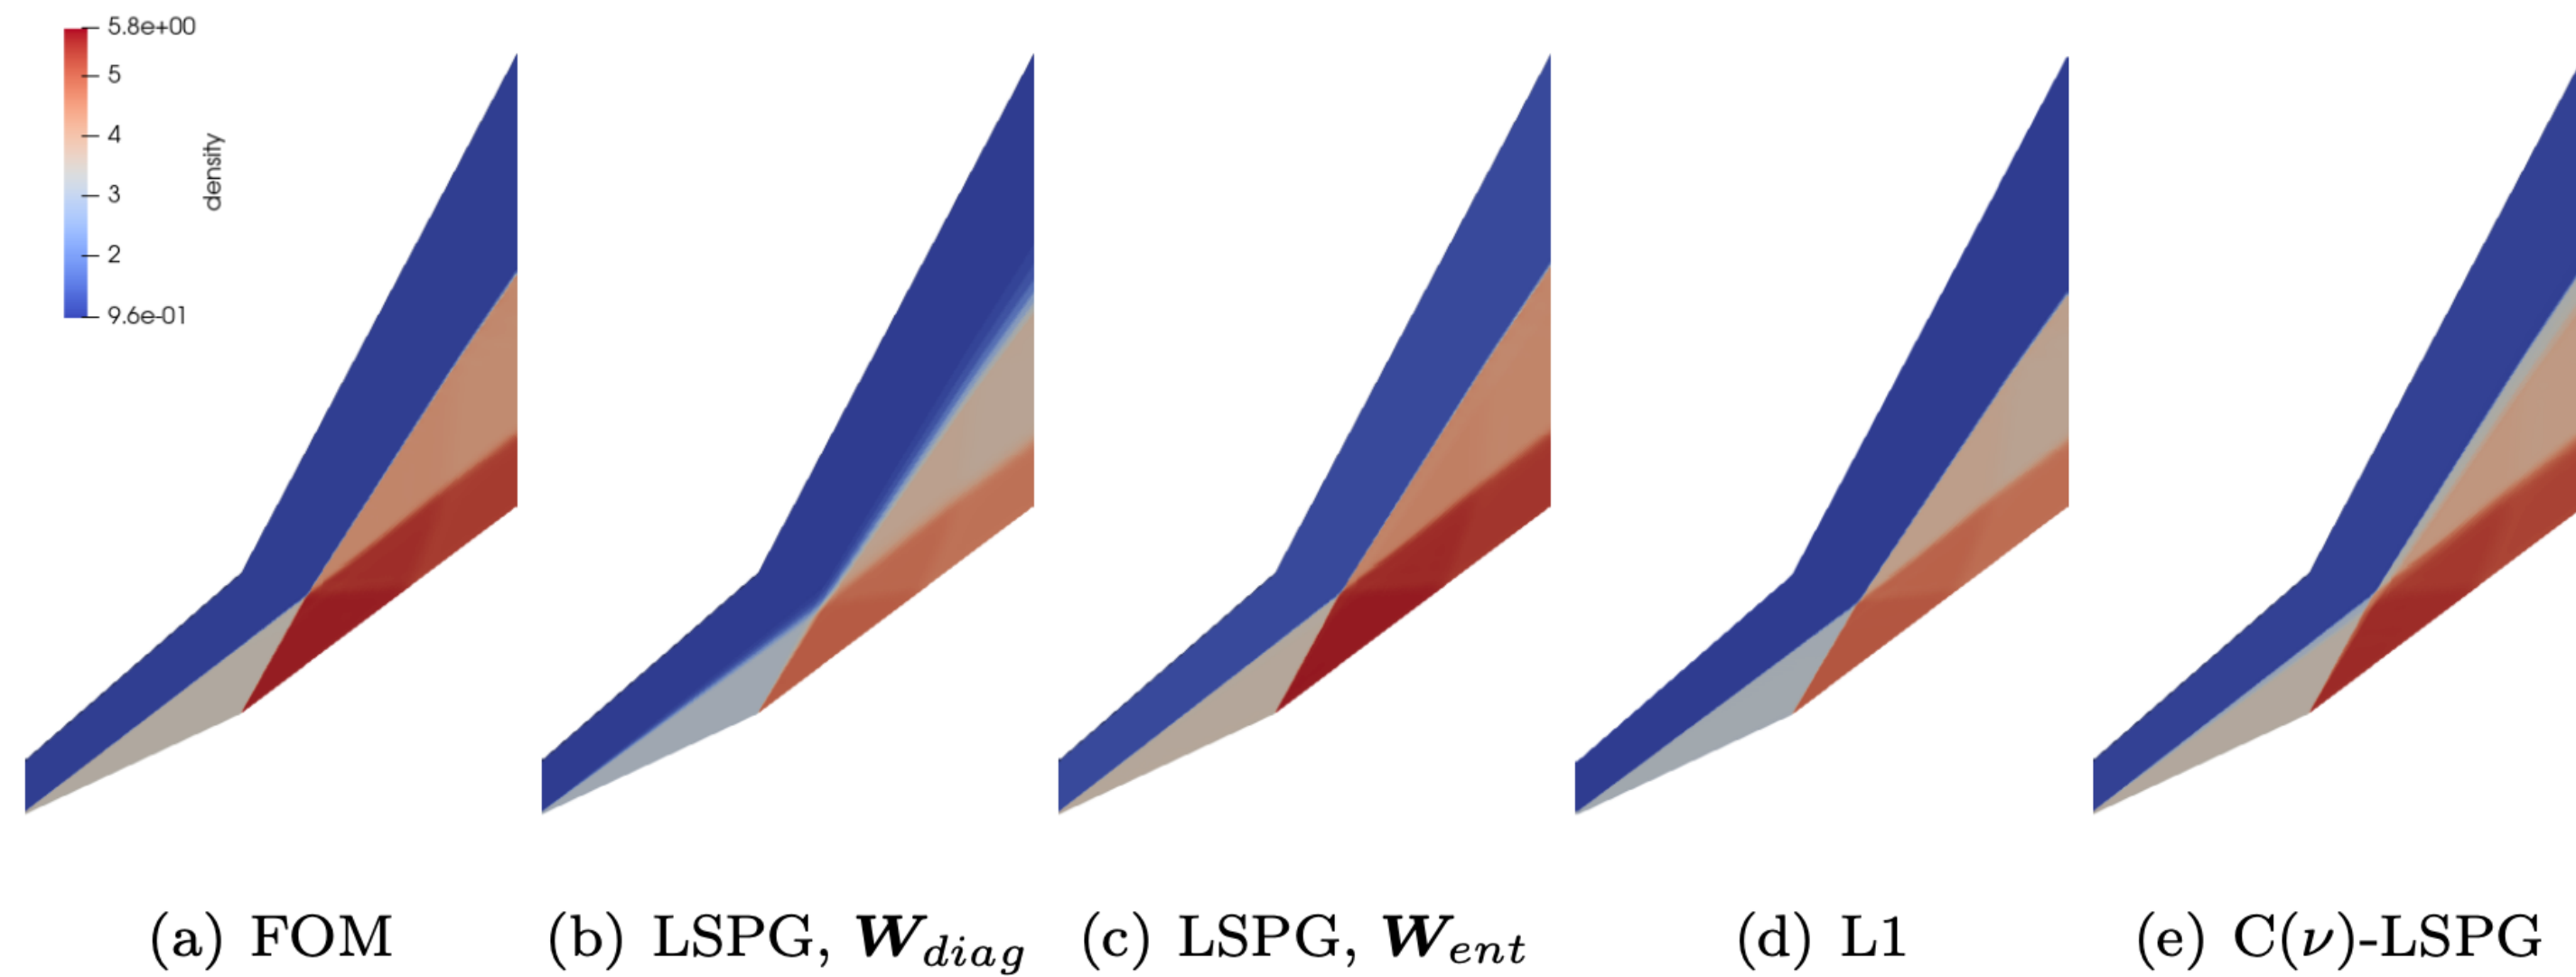 5.8e+00
5
4
3
2
9.6e-01
density
(a) FOM
(b) LSPG, W_diag
(c) LSPG, W_ent
(d) L1
(e) C(ν)-LSPG